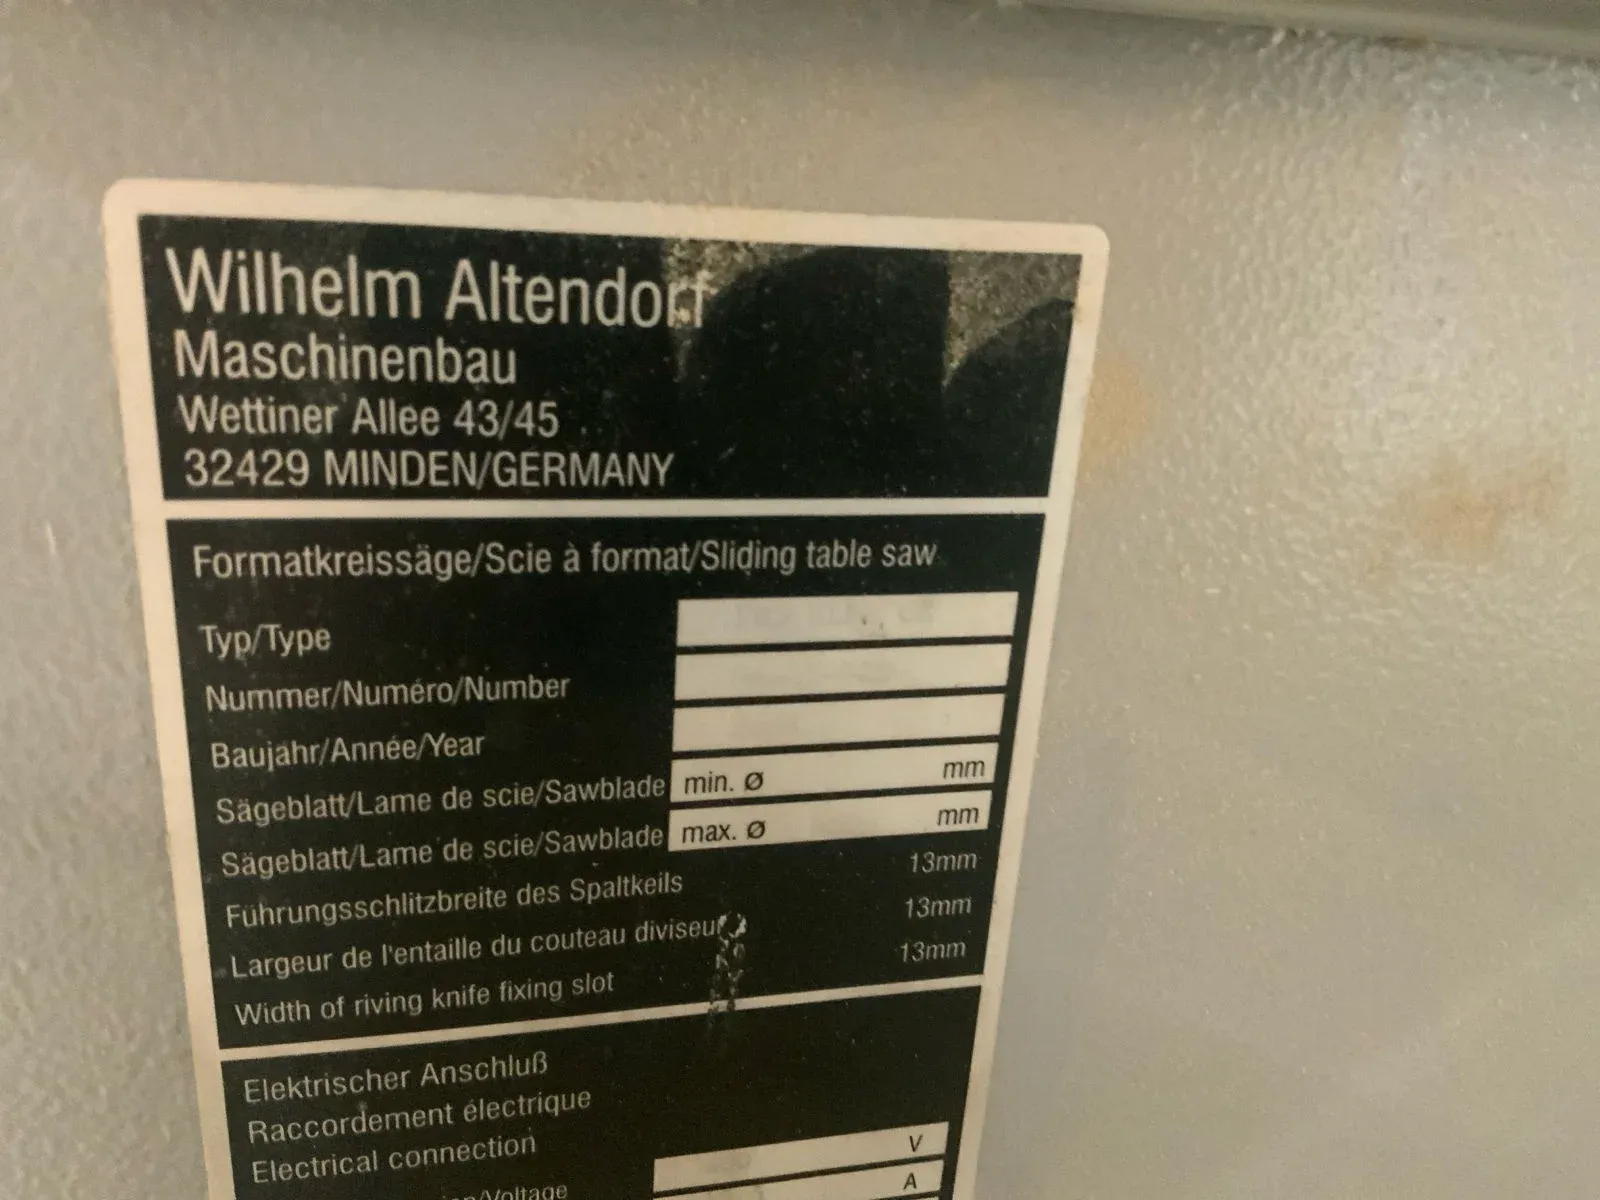 Wilhelm Altendorf
Maschinenbau
Wettiner Allee 43/45
32429 MINDEN/GERMANY
Formatkreissäge/Scie à format/Sliding table saw
Typ/Type
Nummer/Numéro/Number
Baujahr/Année/Year
Sägeblatt/Lame de scie/Sawblade min. Ø mm
Sägeblatt/Lame de scie/Sawblade max. Ø mm
Führungsschlitzbreite des Spaltkeils 13mm
Largeur de l'entaille du couteau diviseur 13mm
Width of riving knife fixing slot 13mm
Elektrischer Anschluß
Raccordement électrique
Electrical connection
/Voltage V
A